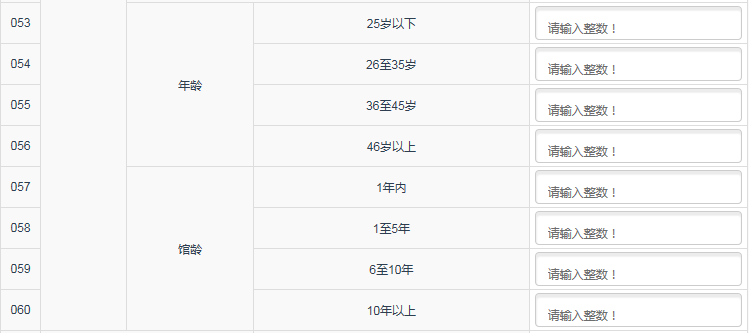 053 25岁以下 请输入整数！
054 26至35岁 请输入整数！
年龄
055 36至45岁 请输入整数！
056 46岁以上 请输入整数！
057 1年内 请输入整数！
058 1至5年 请输入整数！
馆龄
059 6至10年 请输入整数！
060 10年以上 请输入整数！